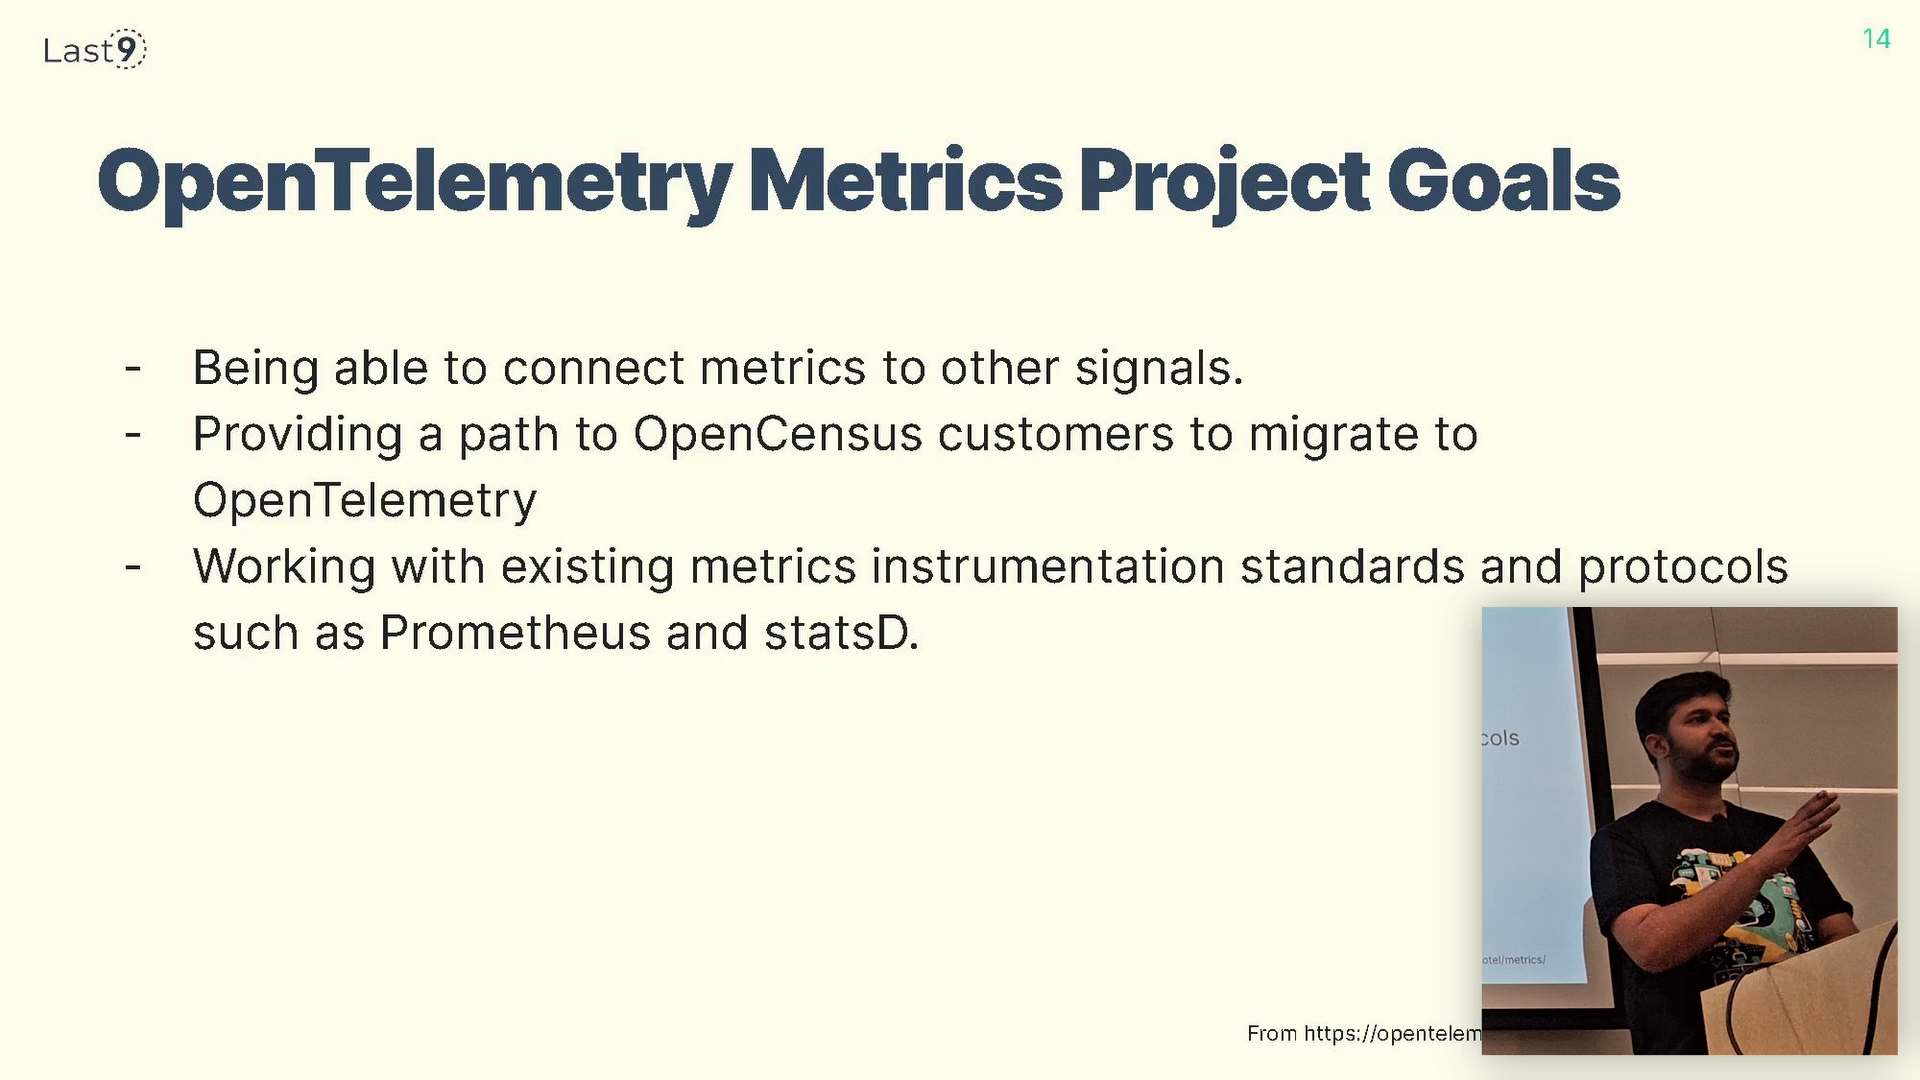 Last9
14
OpenTelemetry Metrics Project Goals
- Being able to connect metrics to other signals.
- Providing a path to OpenCensus customers to migrate to
OpenTelemetry
- Working with existing metrics instrumentation standards and protocols
such as Prometheus and statsD.
cols
otel/metrics/
From https://opentelem